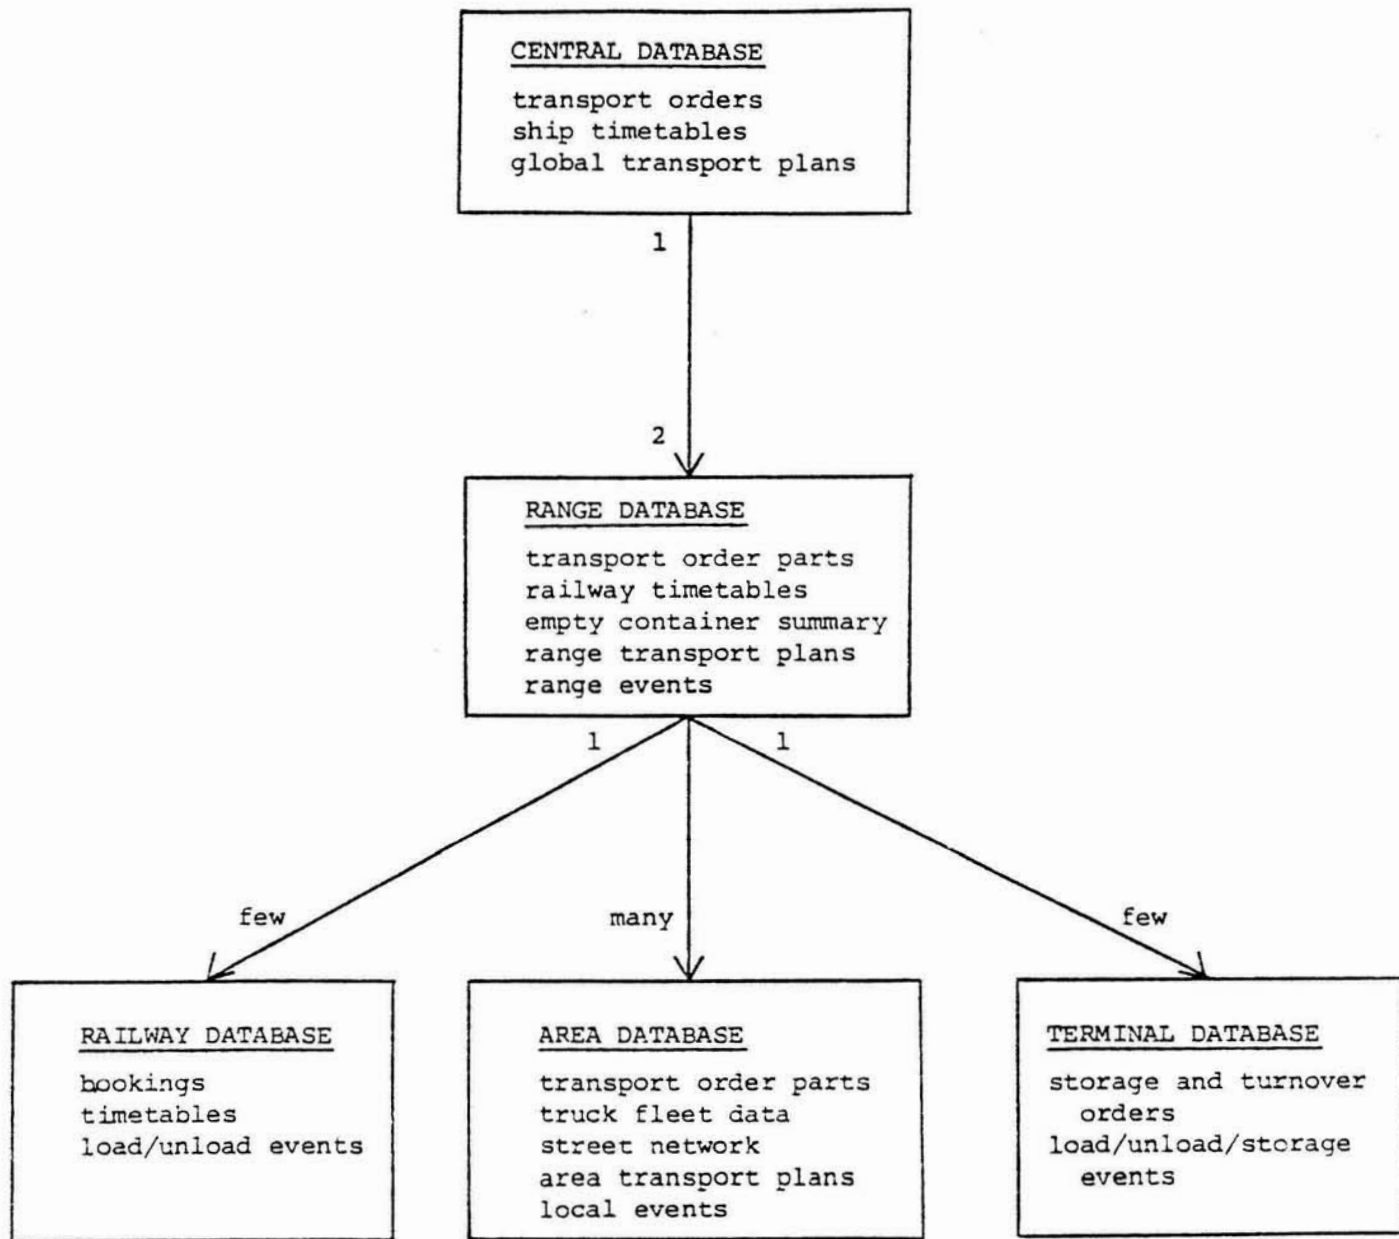 CENTRAL DATABASE
transport orders
ship timetables
global transport plans
1
2
RANGE DATABASE
transport order parts
railway timetables
empty container summary
range transport plans
range events
1
1
few
many
few
RAILWAY DATABASE
bookings
timetables
load/unload events
AREA DATABASE
transport order parts
truck fleet data
street network
area transport plans
local events
TERMINAL DATABASE
storage and turnover
orders
load/unload/storage
events